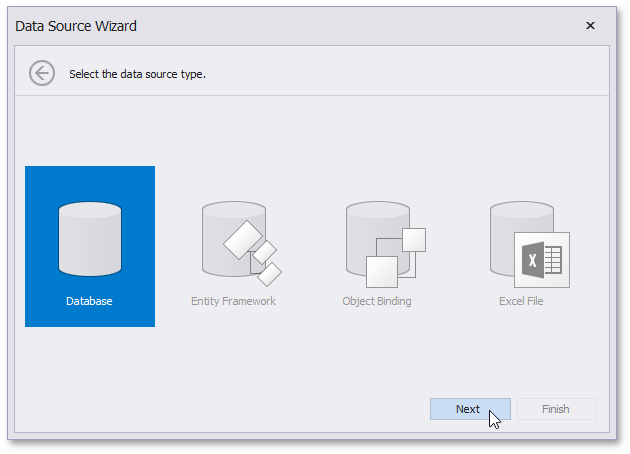 Data Source Wizard
Select the data source type.
Database
Entity Framework
Object Binding
X
Excel File
Next
Finish